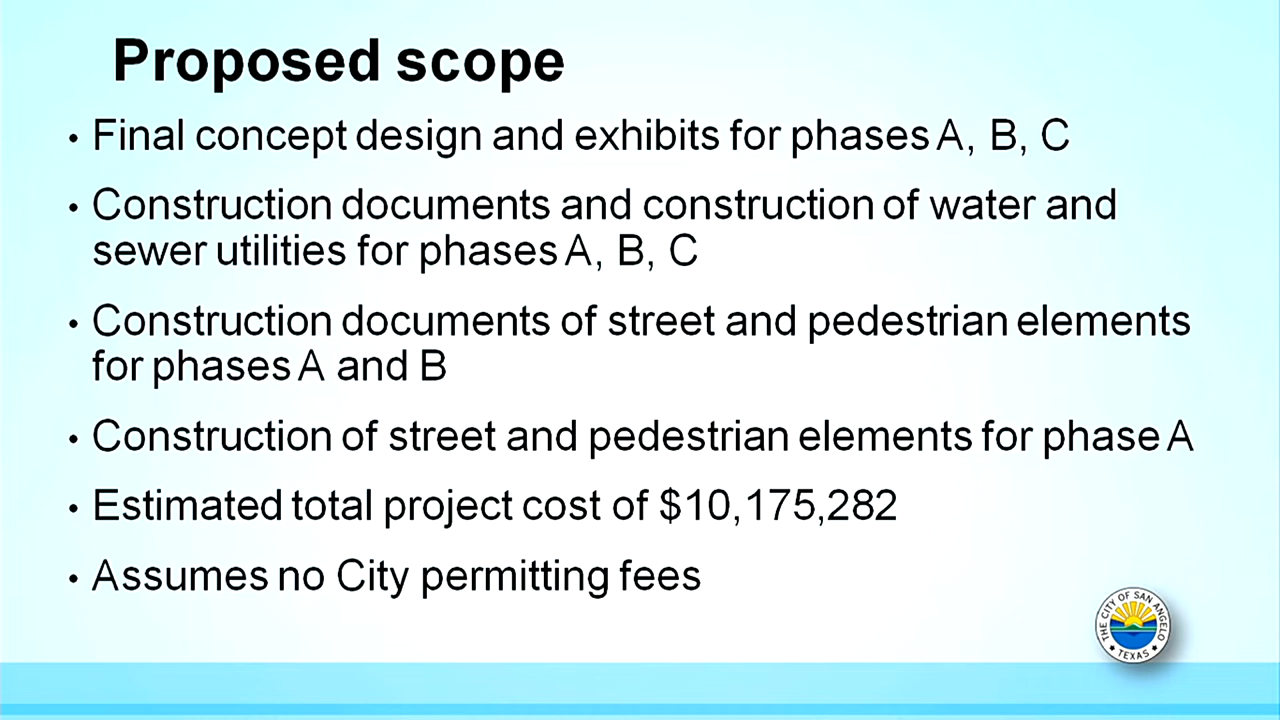 Proposed scope
• Final concept design and exhibits for phases A, B, C
• Construction documents and construction of water and
sewer utilities for phases A, B, C
• Construction documents of street and pedestrian elements
for phases A and B
• Construction of street and pedestrian elements for phase A
• Estimated total project cost of $10,175,282
• Assumes no City permitting fees
THE CITY OF SAN ANGELO
TEXAS